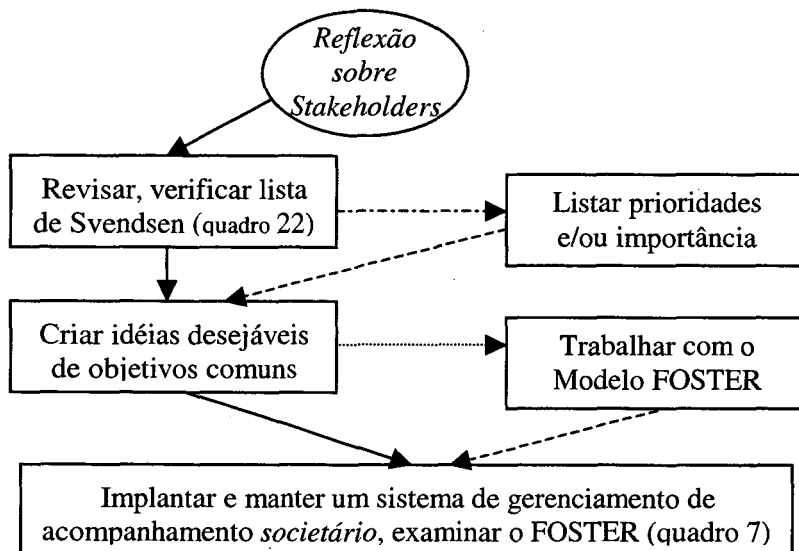 Reflexão
sobre
Stakeholders
Revisar, verificar lista
de Svendsen (quadro 22)
Listar prioridades
e/ou importância
Criar idéias desejáveis
de objetivos comuns
Trabalhar com o
Modelo FOSTER
Implantar e manter um sistema de gerenciamento de
acompanhamento societário, examinar o FOSTER (quadro 7)